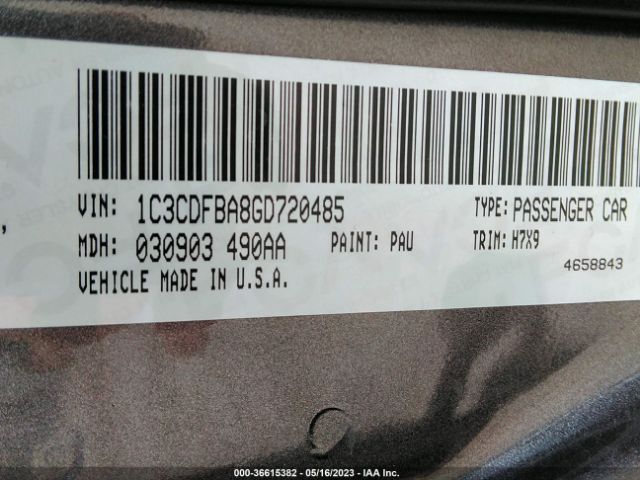 VIN: 1C3CDFBA8GD720485 TYPE: PASSENGER CAR
MDH: 030903 490AA PAINT: PAU TRIM: H7X9
VEHICLE MADE IN U.S.A. 4658843
000-36615382 - 05/16/2023 - IAA Inc.